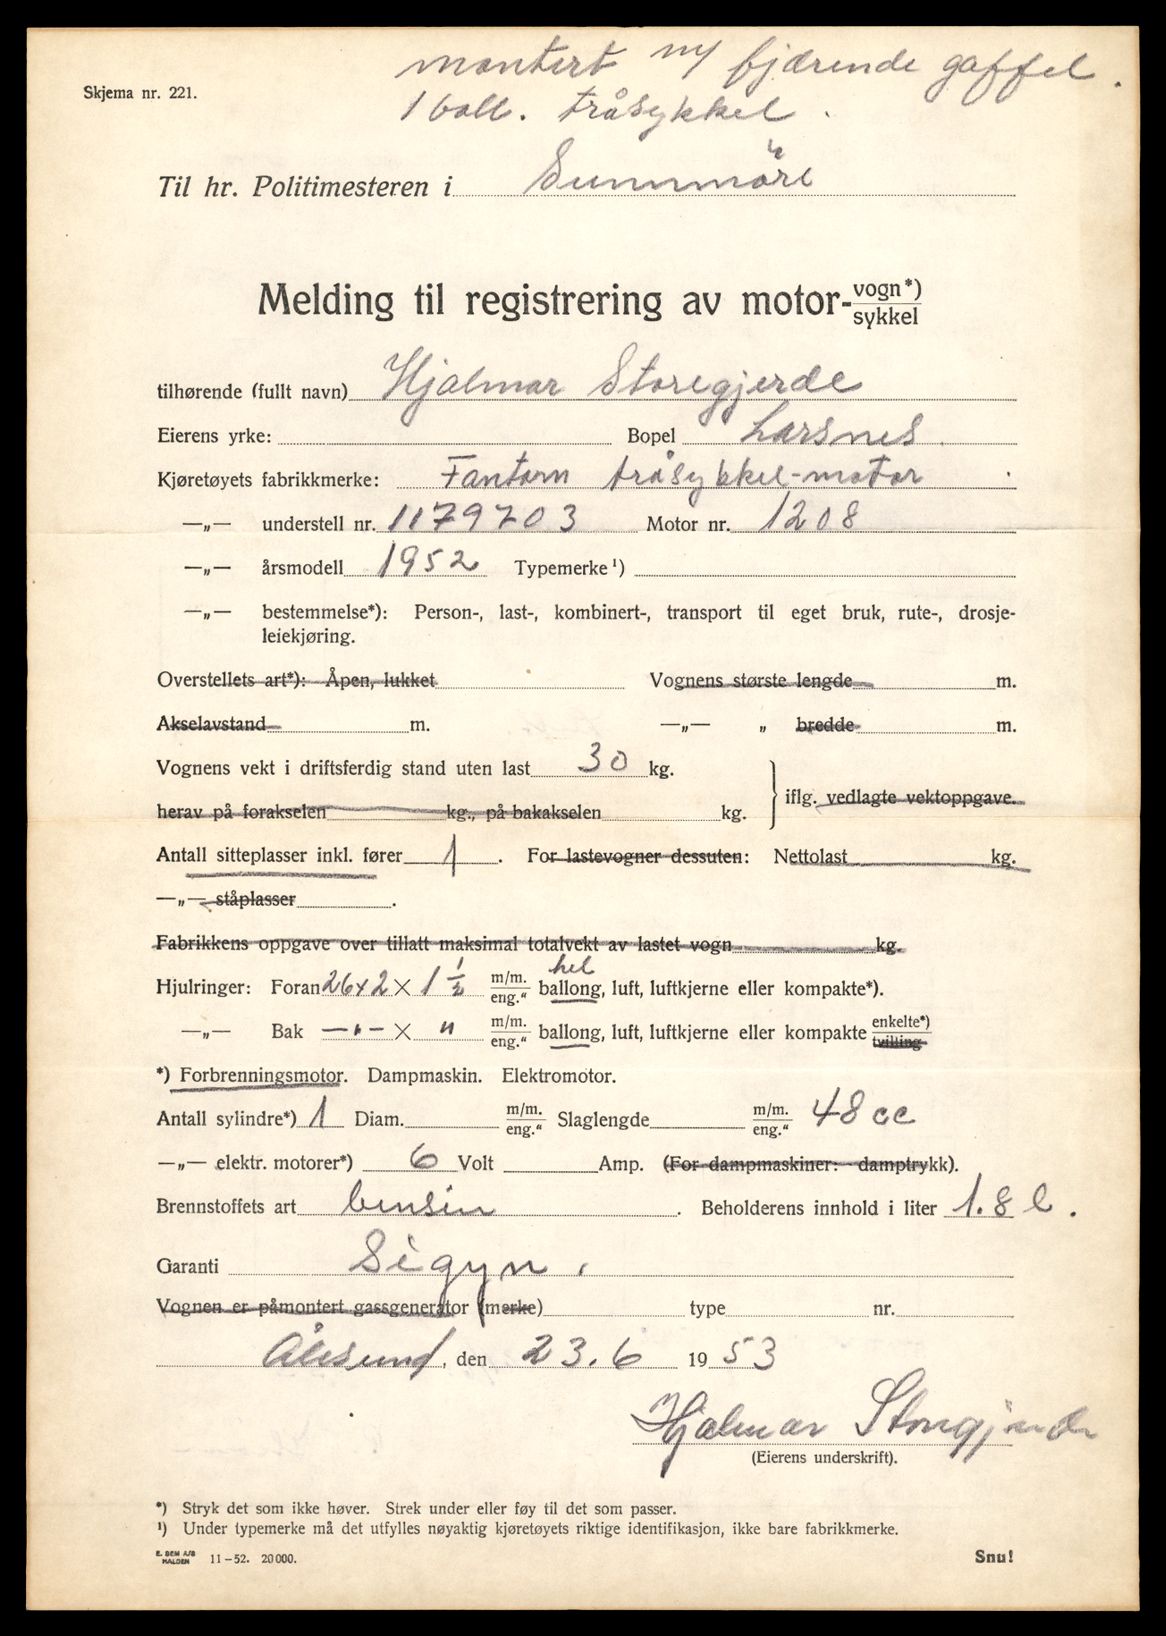 montert ny fjærende gaffel.
Skjema nr. 221.
1 ball. tråsykkel.
Til hr. Politimesteren i Sunnmöre
Melding til registrering av motor-vogn*) sykkel
tilhørende (fullt navn) Hjalmar Storegjerde
Eierens yrke: Bopel Larsnes.
Kjøretøyets fabrikkmerke: Fantom tråsykkel-motor
—„— understell nr. 1179703 Motor nr. 1208
—„— årsmodell 1952 Typemerke ¹)
—„— bestemmelse*): Person-, last-, kombinert-, transport til eget bruk, rute-, drosje-
leiekjøring.
Overstellets art*): Åpen, lukket Vognens største lengde m.
Akselavstand m. —„— „ bredde m.
Vognens vekt i driftsferdig stand uten last 30 kg.
iflg. vedlagte vektoppgave.
herav på forakselen kg., på bakakselen kg.
Antall sitteplasser inkl. fører 1. For lastevogner dessuten: Nettolast kg.
—„— ståplasser .
Fabrikkens oppgave over tillatt maksimal totalvekt av lastet vogn kg.
hel
Hjulringer: Foran 26x2 × 1 1/2 m/m. eng.“ ballong, luft, luftkjerne eller kompakte*).
—„— Bak —"— × " m/m. eng.“ ballong, luft, luftkjerne eller kompakte enkelte*) tvilling
*) Forbrenningsmotor. Dampmaskin. Elektromotor.
Antall sylindre*) 1 Diam. m/m. eng.“ Slaglengde m/m. eng.“ 48 cc
—„— elektr. motorer*) 6 Volt Amp. (For dampmaskiner: damptrykk).
Brennstoffets art bensin . Beholderens innhold i liter 1.8 l.
Garanti Sigyn.
Vognen er påmontert gassgenerator (merke) type nr.
Ålesund, den 23.6 1953
Hjalmar Storegjerde
(Eierens underskrift).
*) Stryk det som ikke høver. Strek under eller føy til det som passer.
¹) Under typemerke må det utfylles nøyaktig kjøretøyets riktige identifikasjon, ikke bare fabrikkmerke.
E. SEM A/S HALDEN 11–52. 20 000. Snu!